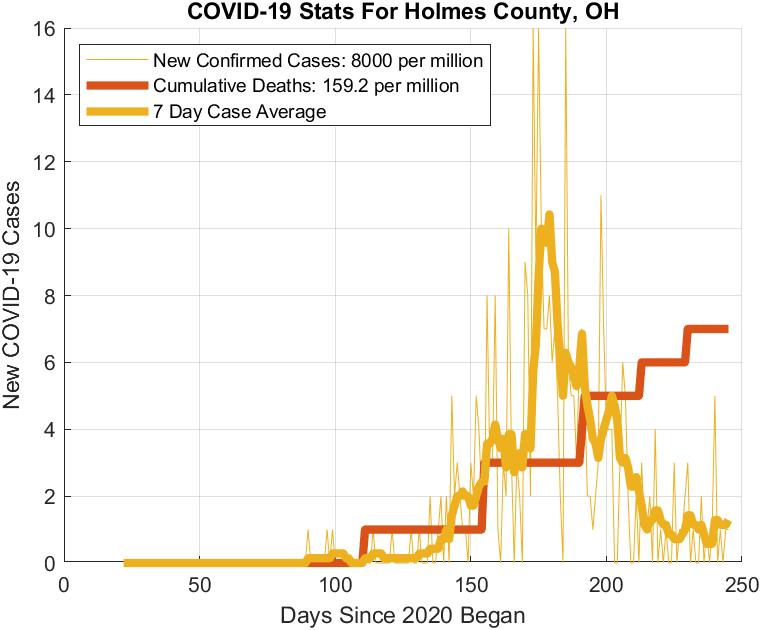 COVID-19 Stats For Holmes County, OH
New Confirmed Cases: 8000 per million
Cumulative Deaths: 159.2 per million
7 Day Case Average
New COVID-19 Cases
16
14
12
10
8
6
4
2
0
0 50 100 150 200 250
Days Since 2020 Began